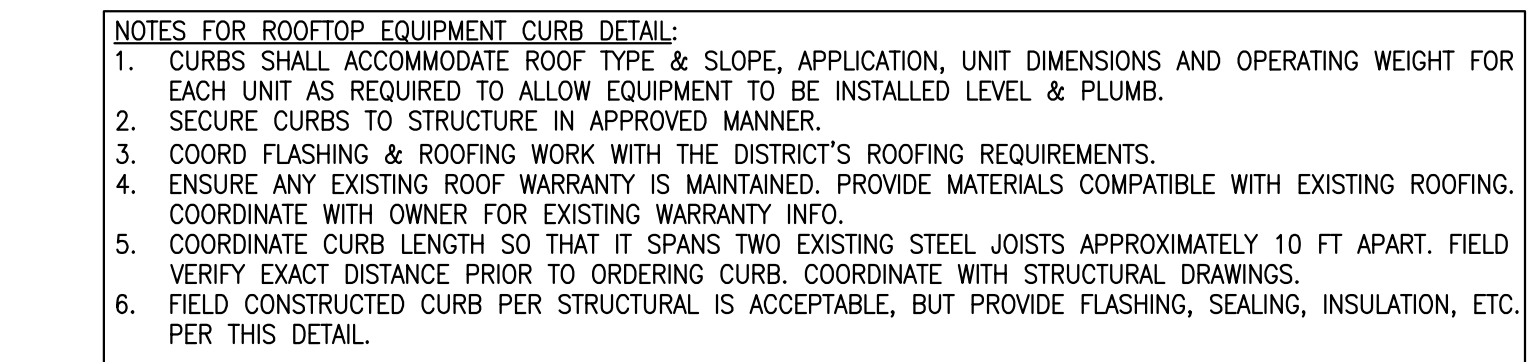 NOTES FOR ROOFTOP EQUIPMENT CURB DETAIL:
1. CURBS SHALL ACCOMMODATE ROOF TYPE & SLOPE, APPLICATION, UNIT DIMENSIONS AND OPERATING WEIGHT FOR
EACH UNIT AS REQUIRED TO ALLOW EQUIPMENT TO BE INSTALLED LEVEL & PLUMB.
2. SECURE CURBS TO STRUCTURE IN APPROVED MANNER.
3. COORD FLASHING & ROOFING WORK WITH THE DISTRICT'S ROOFING REQUIREMENTS.
4. ENSURE ANY EXISTING ROOF WARRANTY IS MAINTAINED. PROVIDE MATERIALS COMPATIBLE WITH EXISTING ROOFING.
COORDINATE WITH OWNER FOR EXISTING WARRANTY INFO.
5. COORDINATE CURB LENGTH SO THAT IT SPANS TWO EXISTING STEEL JOISTS APPROXIMATELY 10 FT APART. FIELD
VERIFY EXACT DISTANCE PRIOR TO ORDERING CURB. COORDINATE WITH STRUCTURAL DRAWINGS.
6. FIELD CONSTRUCTED CURB PER STRUCTURAL IS ACCEPTABLE, BUT PROVIDE FLASHING, SEALING, INSULATION, ETC.
PER THIS DETAIL.